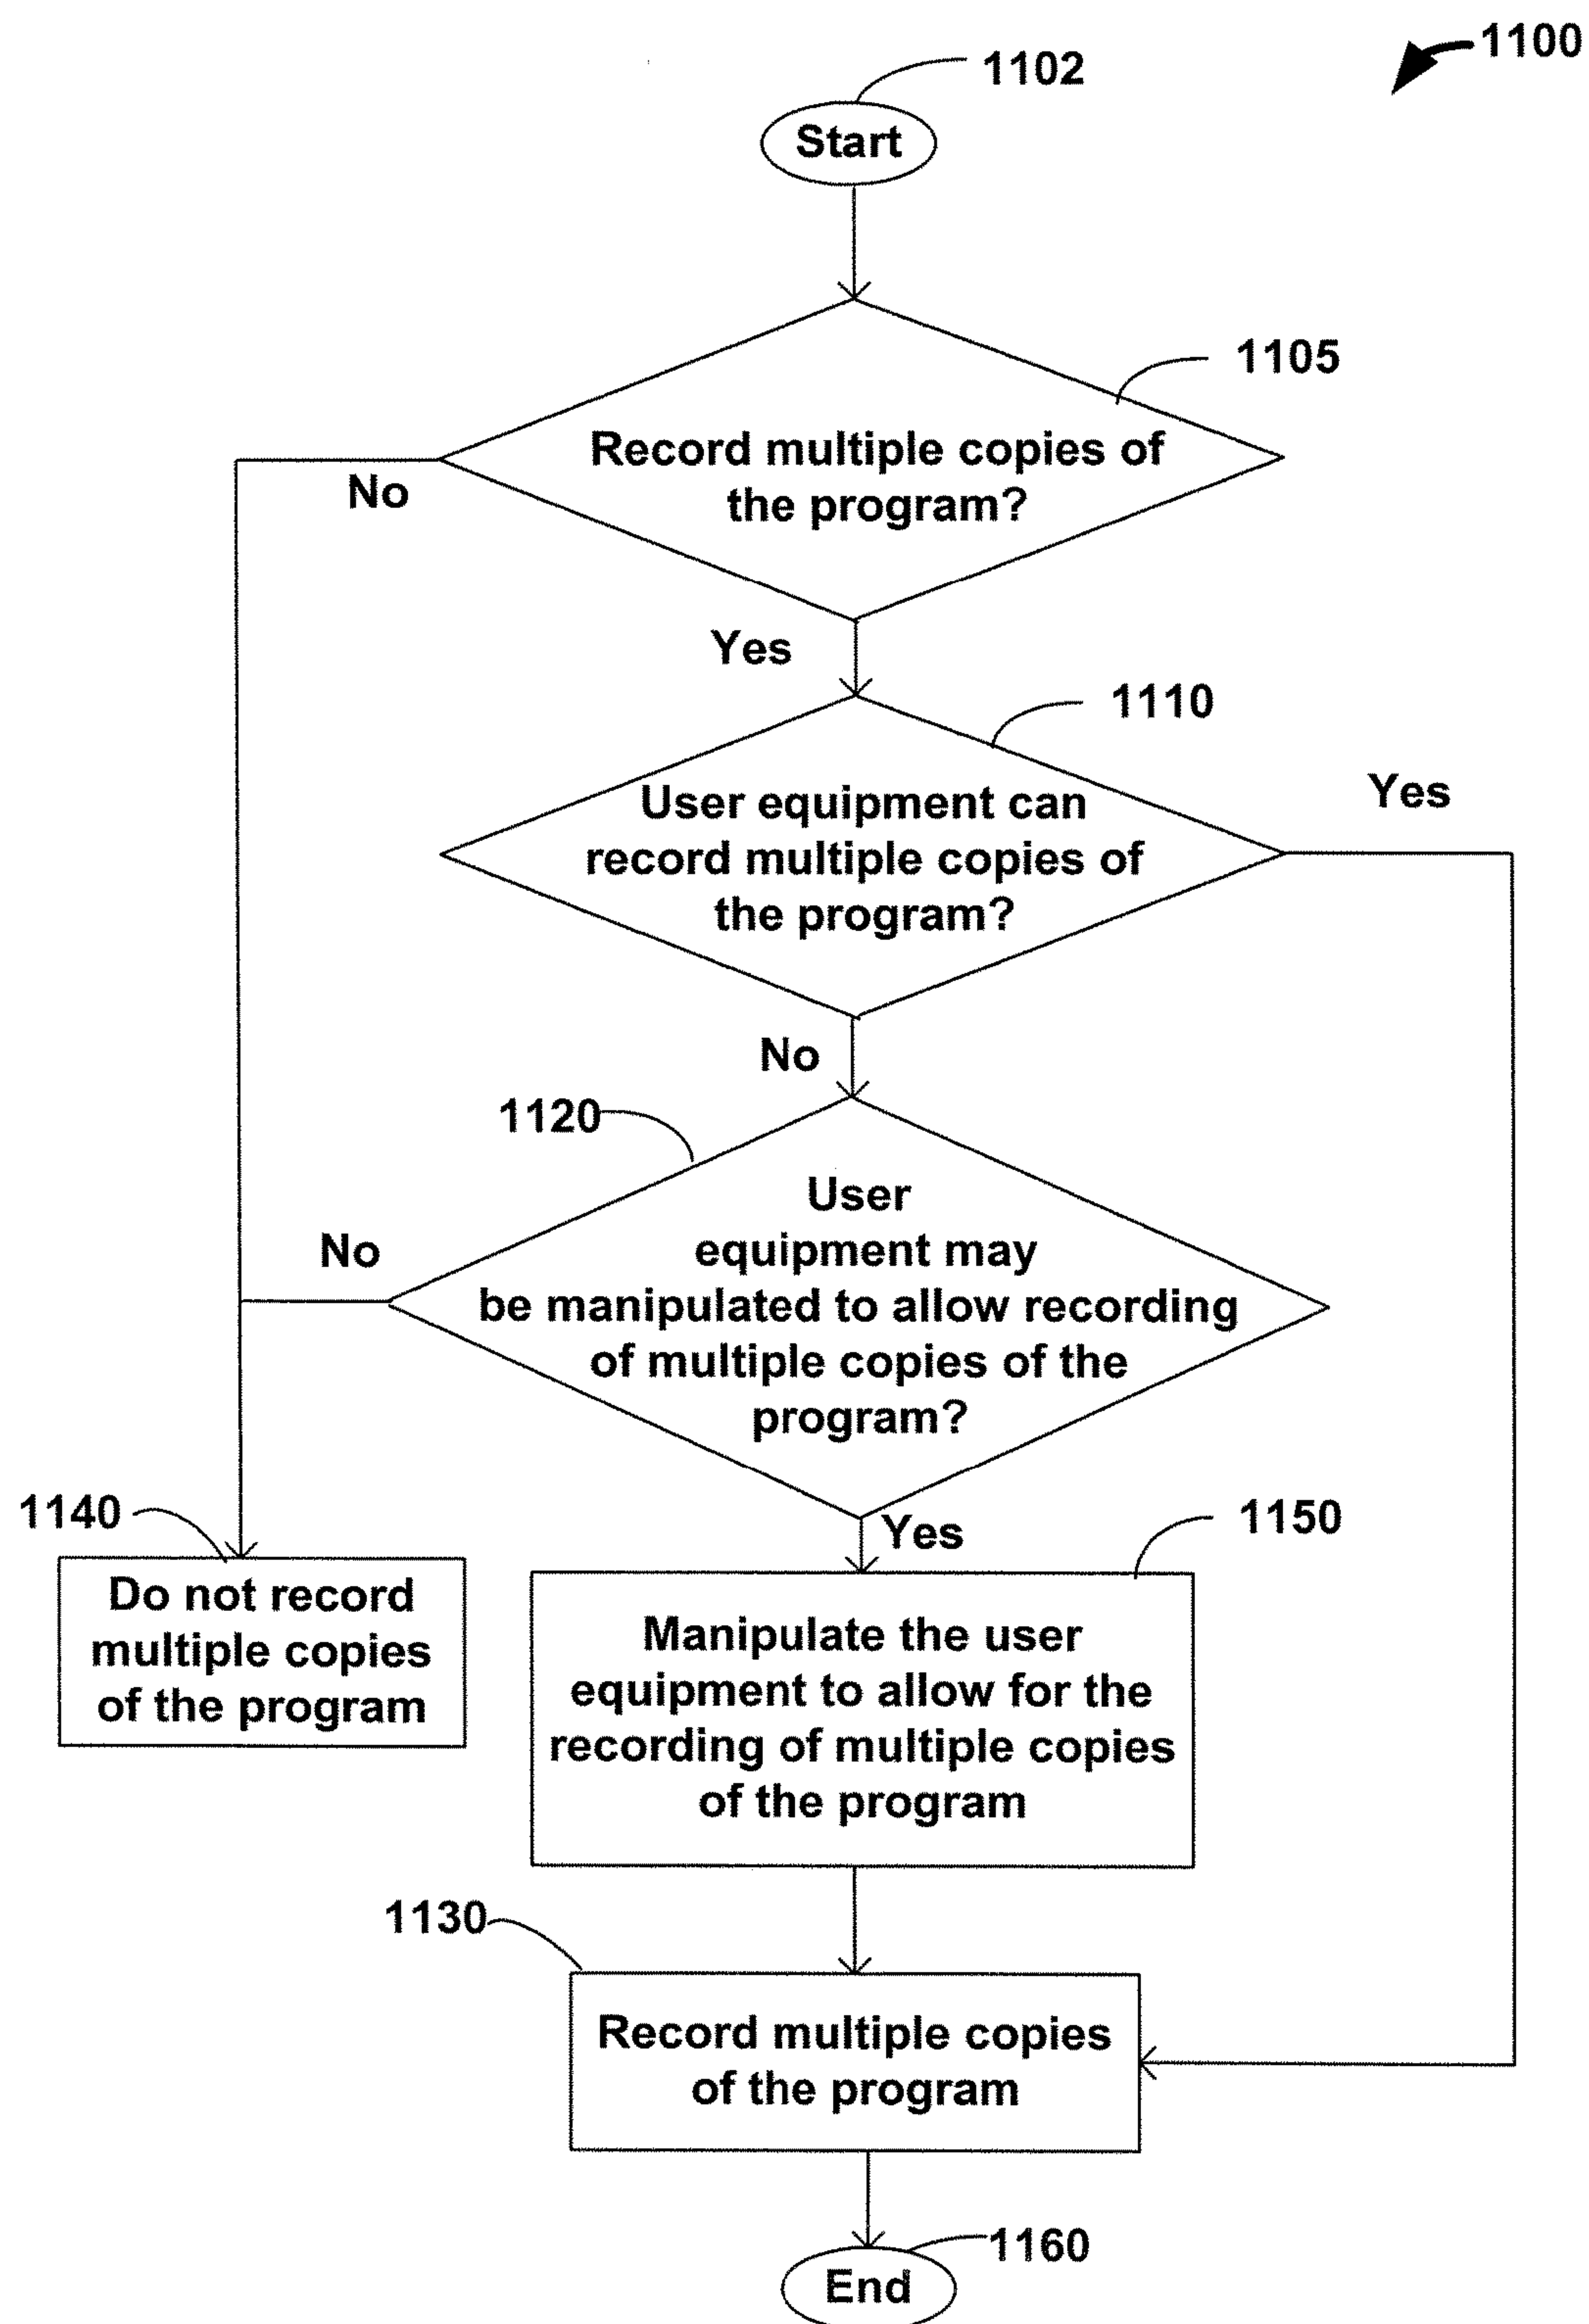 1100
1102
Start
1105
Record multiple copies of
the program?
No
Yes
1110
User equipment can
record multiple copies of
the program?
Yes
No
1120
User
equipment may
be manipulated to allow recording
of multiple copies of the
program?
No
Yes
1140
Do not record
multiple copies
of the program
1150
Manipulate the user
equipment to allow for the
recording of multiple copies
of the program
1130
Record multiple copies
of the program
1160
End